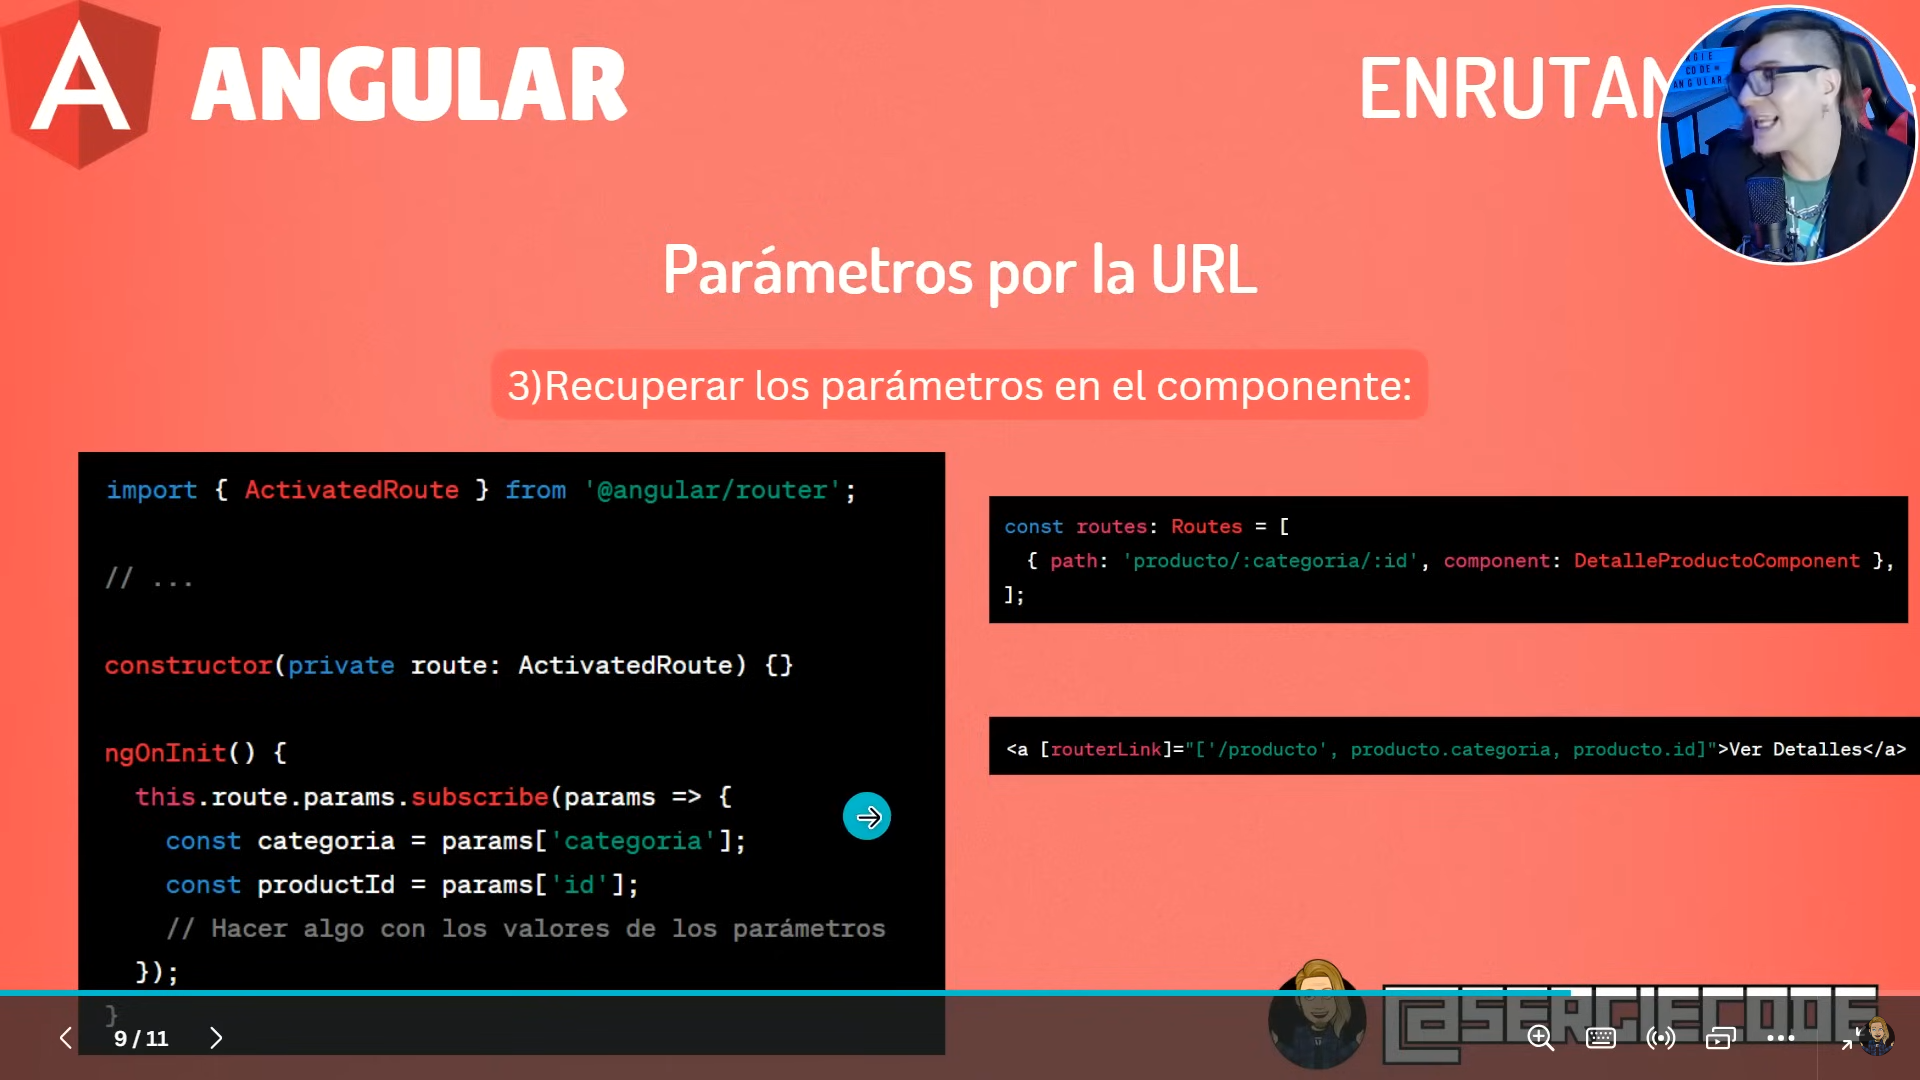 ANGULAR
ENRUTAM
Parámetros por la URL
3)Recuperar los parámetros en el componente:
import { ActivatedRoute } from '@angular/router';
// ...
constructor(private route: ActivatedRoute) {}
ngOnInit() {
this.route.params.subscribe(params => {
const categoria = params['categoria'];
const productId = params['id'];
// Hacer algo con los valores de los parámetros
});
}
const routes: Routes = [
{ path: 'producto/:categoria/:id', component: DetalleProductoComponent },
];
<a [routerLink]="['/producto', producto.categoria, producto.id]">Ver Detalles</a>
@SERGIECODE
9 / 11